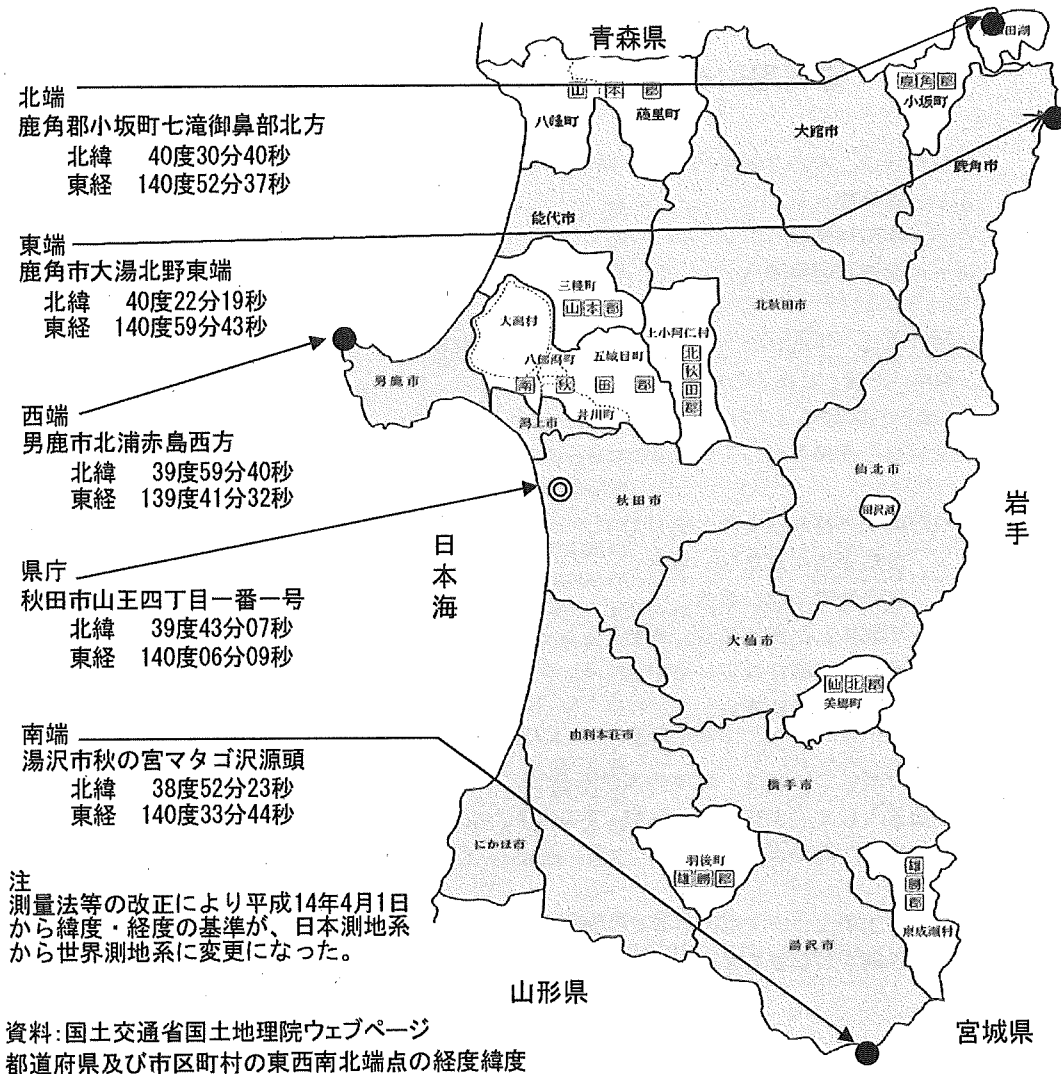 青森県
北端
鹿角郡小坂町七滝御鼻部北方
北緯 40度30分40秒
東経 140度52分37秒
東端
鹿角市大湯北野東端
北緯 40度22分19秒
東経 140度59分43秒
西端
男鹿市北浦赤島西方
北緯 39度59分40秒
東経 139度41分32秒
県庁
秋田市山王四丁目一番一号
北緯 39度43分07秒
東経 140度06分09秒
南端
湯沢市秋の宮マタゴ沢源頭
北緯 38度52分23秒
東経 140度33分44秒
注
測量法等の改正により平成14年4月1日
から緯度・経度の基準が、日本測地系
から世界測地系に変更になった。
資料:国土交通省国土地理院ウェブページ
都道府県及び市区町村の東西南北端点の経度緯度
田湖
鹿角郡
小坂町
山本郡
八峰町
藤里町
大館市
鹿角市
能代市
三種町
山本郡
大潟村
北秋田市
上小阿仁村
北秋田郡
八郎潟町
五城目町
南秋田郡
男鹿市
井川町
潟上市
仙北市
田沢湖
秋田市
岩手
日本海
大仙市
仙北郡
美郷町
由利本荘市
横手市
にかほ市
羽後町
雄勝郡
雄勝郡
東成瀬村
湯沢市
山形県
宮城県